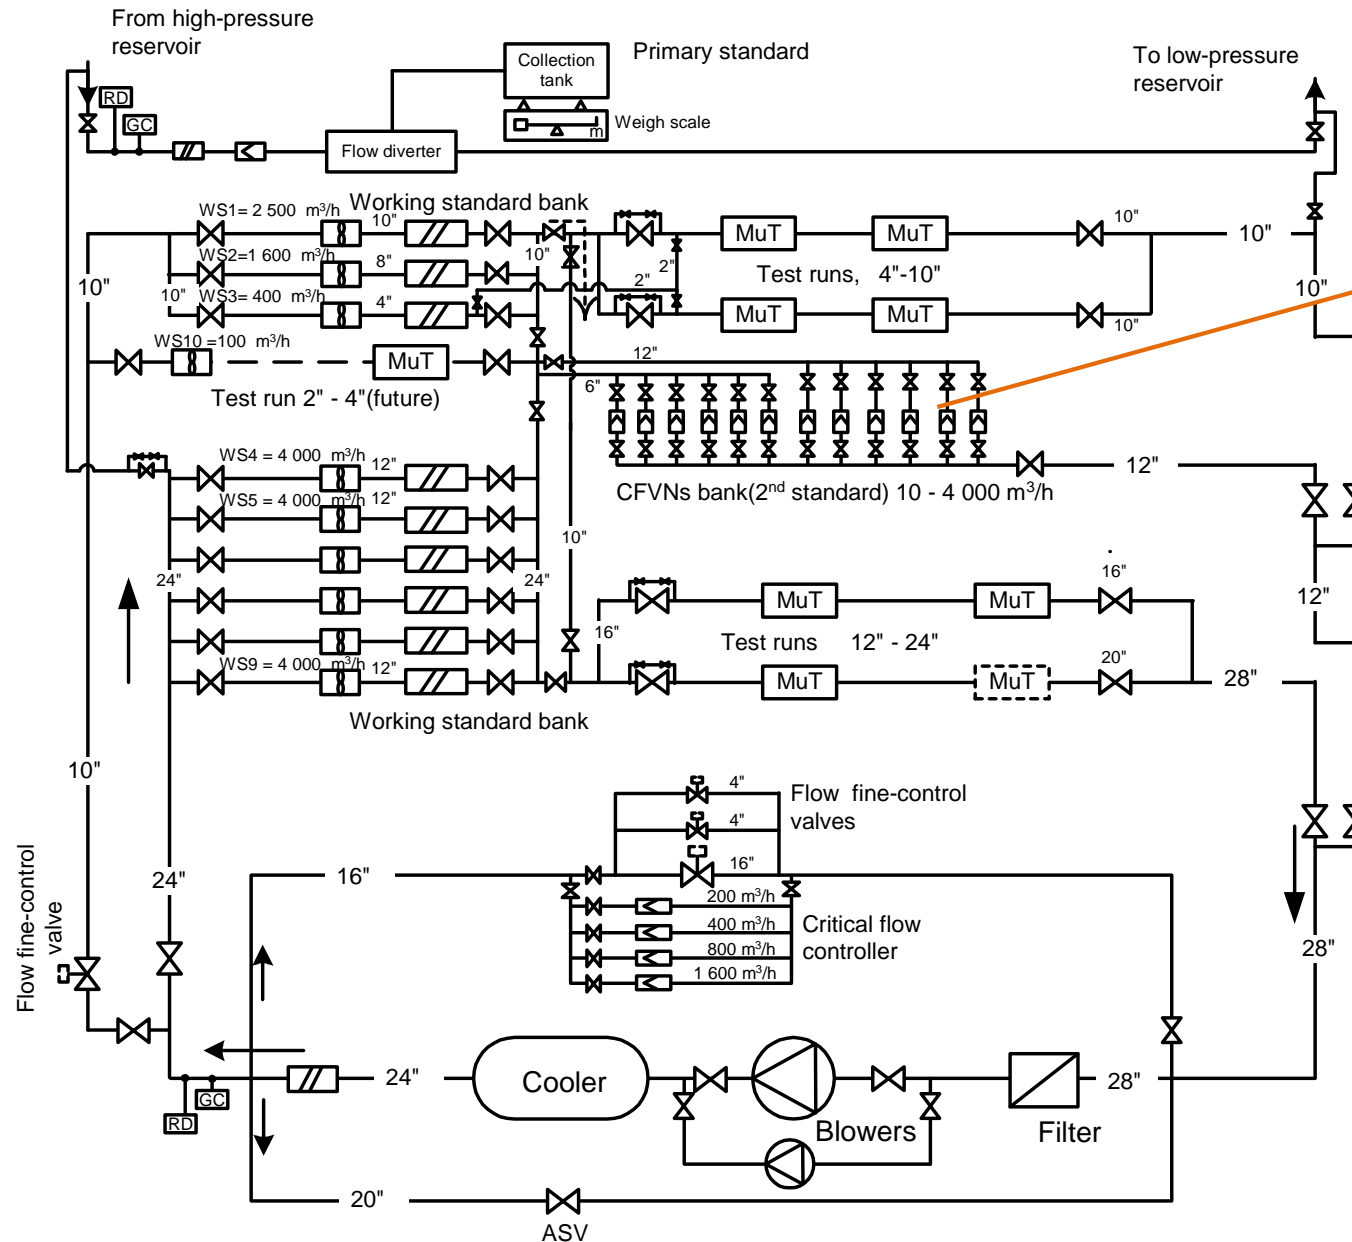 From high-pressure
reservoir
Collection
tank
Primary standard
To low-pressure
reservoir
RD
GC
m
Weigh scale
Flow diverter
Working standard bank
WS1= 2 500 m³/h
10"
10"
MuT
MuT
10"
10"
WS2=1 600 m³/h
8"
2"
Test runs, 4"-10"
10"
10"
WS3= 400 m³/h
4"
2"
10"
MuT
MuT
10"
WS10 =100 m³/h
MuT
12"
6"
Test run 2" - 4"(future)
WS4 = 4 000 m³/h
12"
12"
CFVNs bank(2nd standard) 10 - 4 000 m³/h
WS5 = 4 000 m³/h
12"
10"
24"
24"
16"
12"
MuT
MuT
16"
Test runs 12" - 24"
WS9 = 4 000 m³/h
12"
20"
MuT
MuT
28"
Working standard bank
10"
4"
Flow fine-control
valves
4"
16"
16"
24"
200 m³/h
400 m³/h
800 m³/h
1 600 m³/h
Critical flow
controller
28"
Flow fine-control
valve
24"
Cooler
28"
GC
RD
Blowers
Filter
20"
ASV